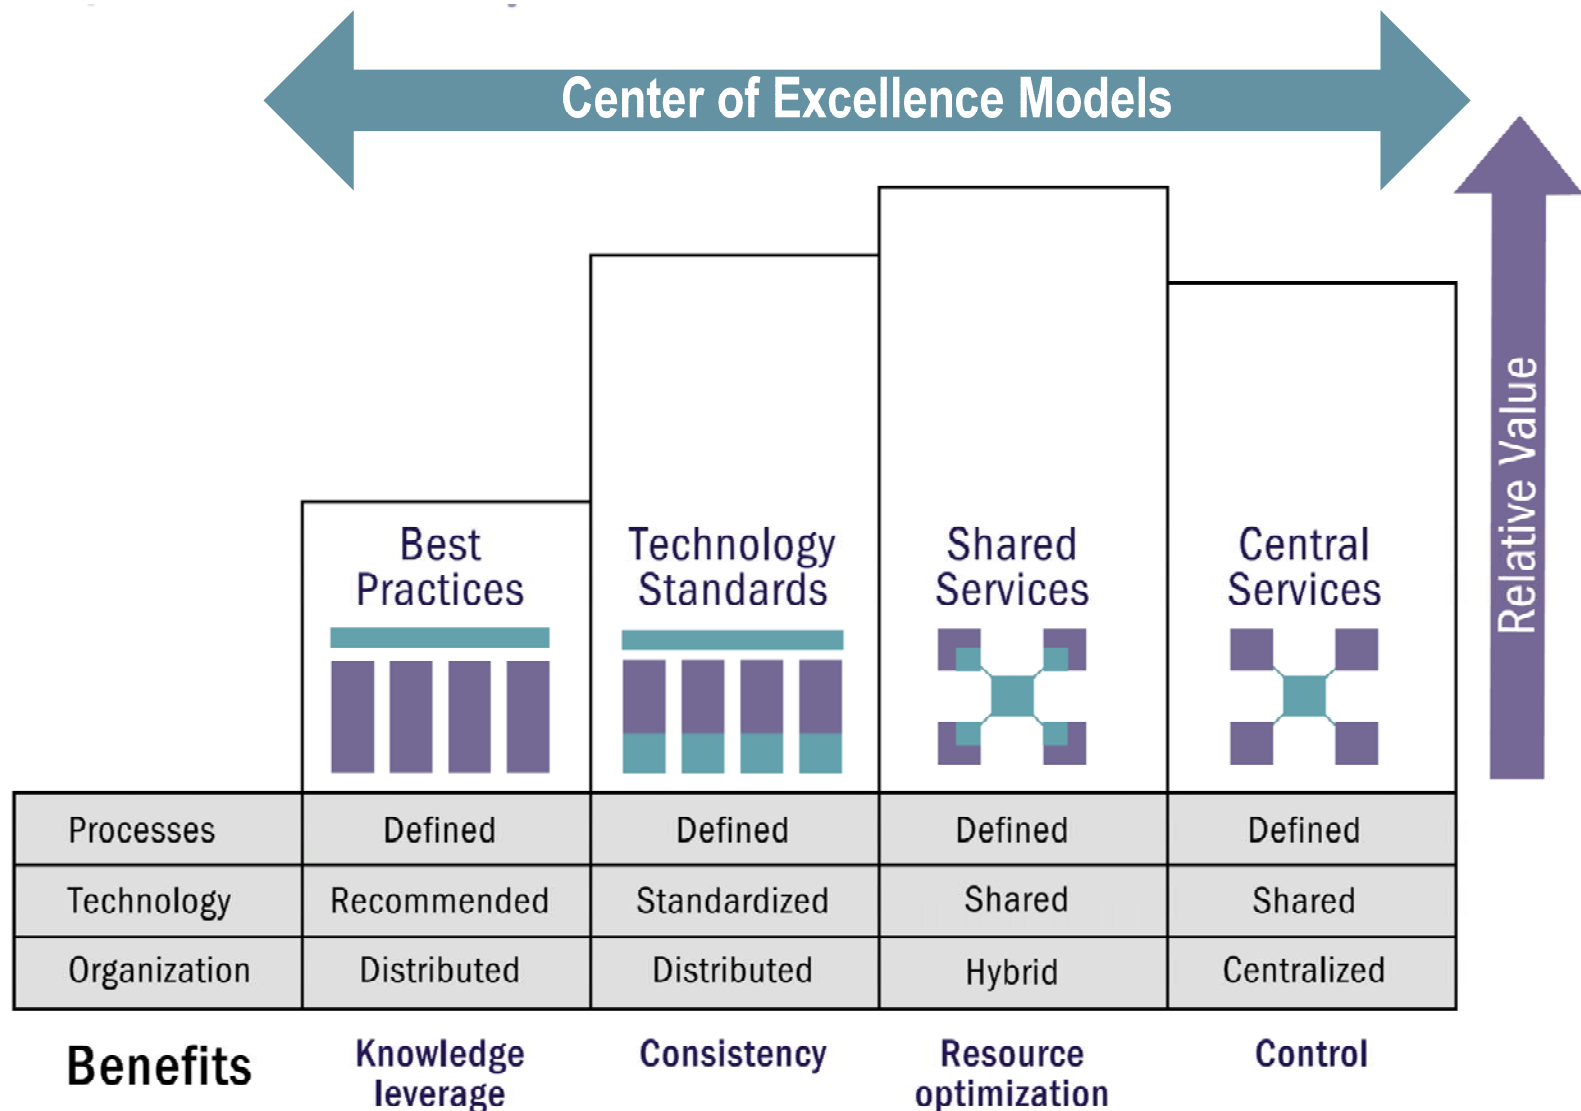 Center of Excellence Models
Relative Value
Best
Practices
Technology
Standards
Shared
Services
Central
Services
Processes Defined Defined Defined Defined
Technology Recommended Standardized Shared Shared
Organization Distributed Distributed Hybrid Centralized
Benefits
Knowledge
leverage
Consistency
Resource
optimization
Control